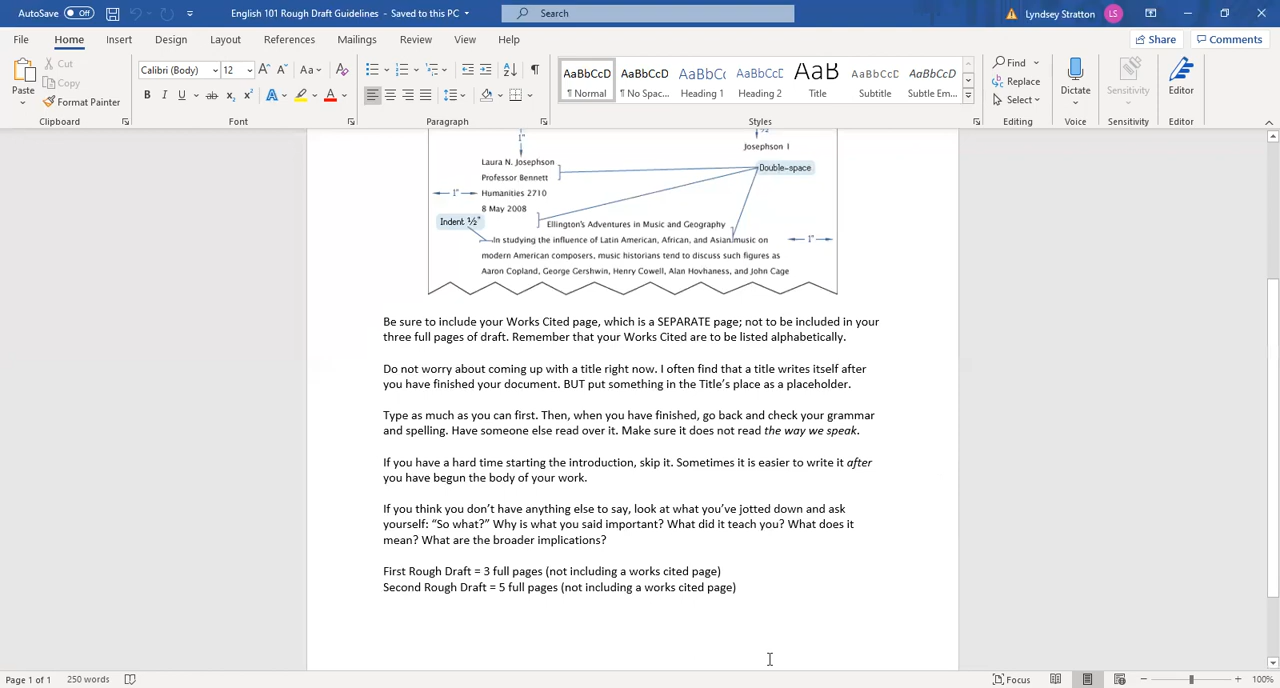 AutoSave Off English 101 Rough Draft Guidelines - Saved to this PC Search Lyndsey Stratton LS
File Home Insert Design Layout References Mailings Review View Help Share Comments
Paste Cut Copy Format Painter
Calibri (Body) 12
AaBbCcD AaBbCcD AaBbC AaBbCcD AaB AaBbCcD AaBbCcD
¶ Normal ¶ No Spac... Heading 1 Heading 2 Title Subtitle Subtle Em...
Find Replace Select
Dictate Sensitivity Editor
Clipboard Font Paragraph Styles Editing Voice Sensitivity Editor
1" ½"
Josephson 1
Laura N. Josephson
Double-space
Professor Bennett
1" Humanities 2710
8 May 2008
Indent ½"
Ellington's Adventures in Music and Geography
In studying the influence of Latin American, African, and Asian music on 1"
modern American composers, music historians tend to discuss such figures as
Aaron Copland, George Gershwin, Henry Cowell, Alan Hovhaness, and John Cage
Be sure to include your Works Cited page, which is a SEPARATE page; not to be included in your
three full pages of draft. Remember that your Works Cited are to be listed alphabetically.
Do not worry about coming up with a title right now. I often find that a title writes itself after
you have finished your document. BUT put something in the Title's place as a placeholder.
Type as much as you can first. Then, when you have finished, go back and check your grammar
and spelling. Have someone else read over it. Make sure it does not read the way we speak.
If you have a hard time starting the introduction, skip it. Sometimes it is easier to write it after
you have begun the body of your work.
If you think you don't have anything else to say, look at what you've jotted down and ask
yourself: “So what?” Why is what you said important? What did it teach you? What does it
mean? What are the broader implications?
First Rough Draft = 3 full pages (not including a works cited page)
Second Rough Draft = 5 full pages (not including a works cited page)
Page 1 of 1 250 words Focus 100%